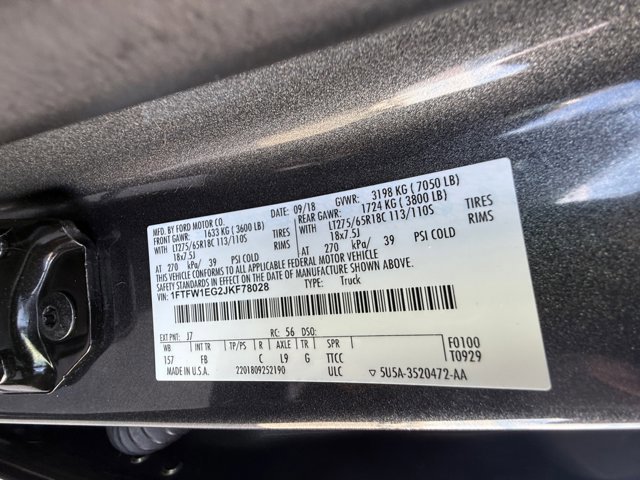 MFD. BY FORD MOTOR CO.
DATE: 09/18 GVWR: 3198 KG ( 7050 LB)
FRONT GAWR: 1633 KG ( 3600 LB) REAR GAWR: 1724 KG ( 3800 LB)
LT275/65R18C 113/110S TIRES LT275/65R18C 113/110S TIRES
18x7.5J RIMS 18x7.5J RIMS
AT 270 kPa/ 39 PSI COLD AT 270 kPa/ 39 PSI COLD
THIS VEHICLE CONFORMS TO ALL APPLICABLE FEDERAL MOTOR VEHICLE
SAFETY STANDARDS IN EFFECT ON THE DATE OF MANUFACTURE SHOWN ABOVE.
VIN: 1FTFW1EG2JKF78028 TYPE: Truck
EXT PNT: J7 RC: 56 DSO: F0100
WB INT TR TP/PS R AXLE TR SPR T0929
157 FB C L9 G TTCC
MADE IN U.S.A. 2201809252190 ULC ▽ 5U5A-3520472-AA